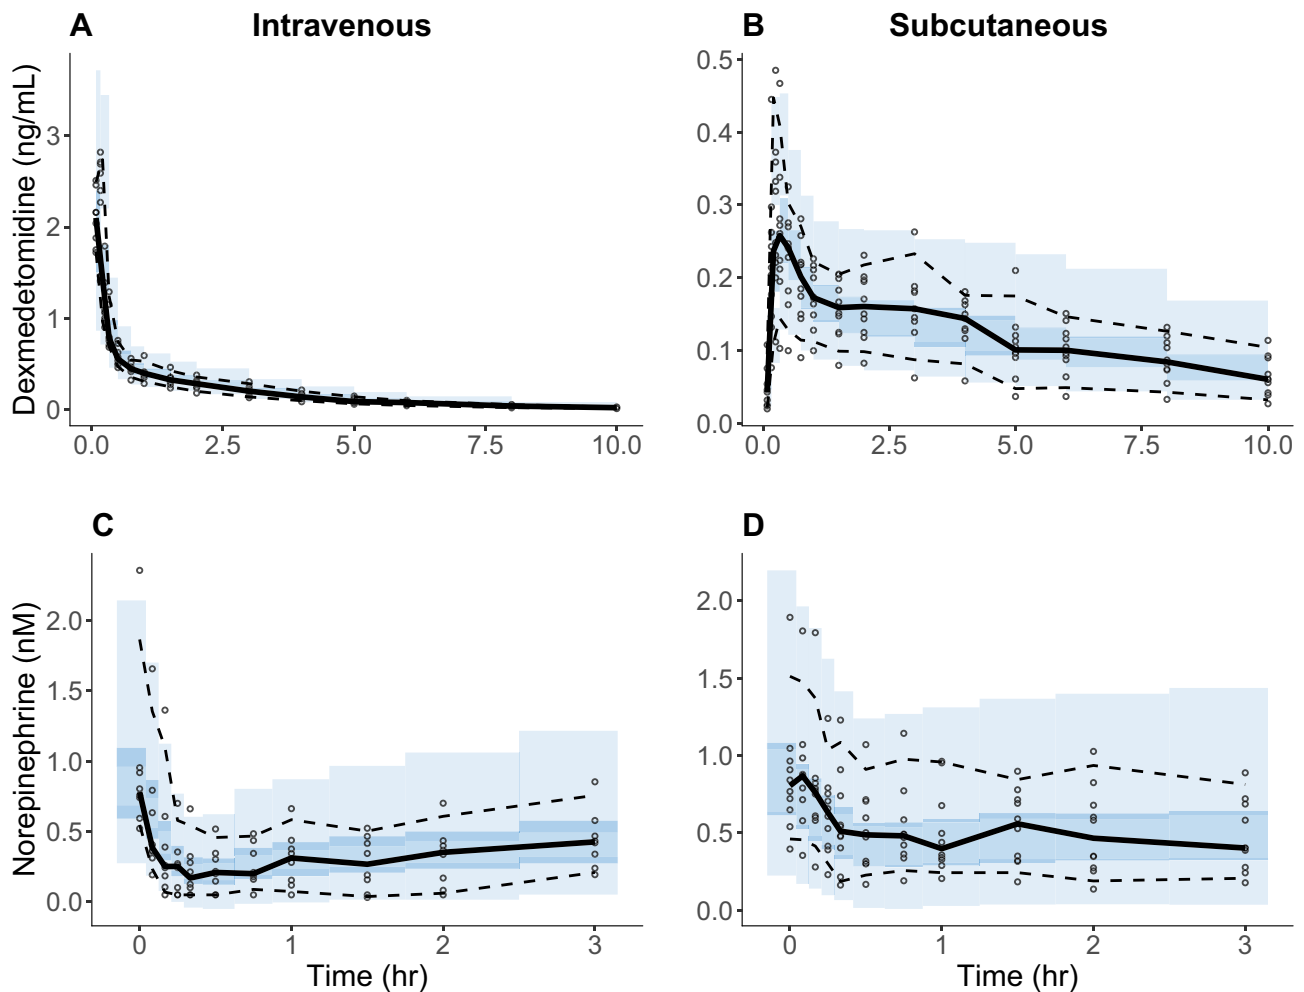 A Intravenous
B Subcutaneous
Dexmedetomidine (ng/mL)
3
2
1
0
0.0 2.5 5.0 7.5 10.0
0.5
0.4
0.3
0.2
0.1
0.0
0.0 2.5 5.0 7.5 10.0
C
D
Norepinephrine (nM)
2.0
1.5
1.0
0.5
0.0
0 1 2 3
Time (hr)
2.0
1.5
1.0
0.5
0.0
0 1 2 3
Time (hr)